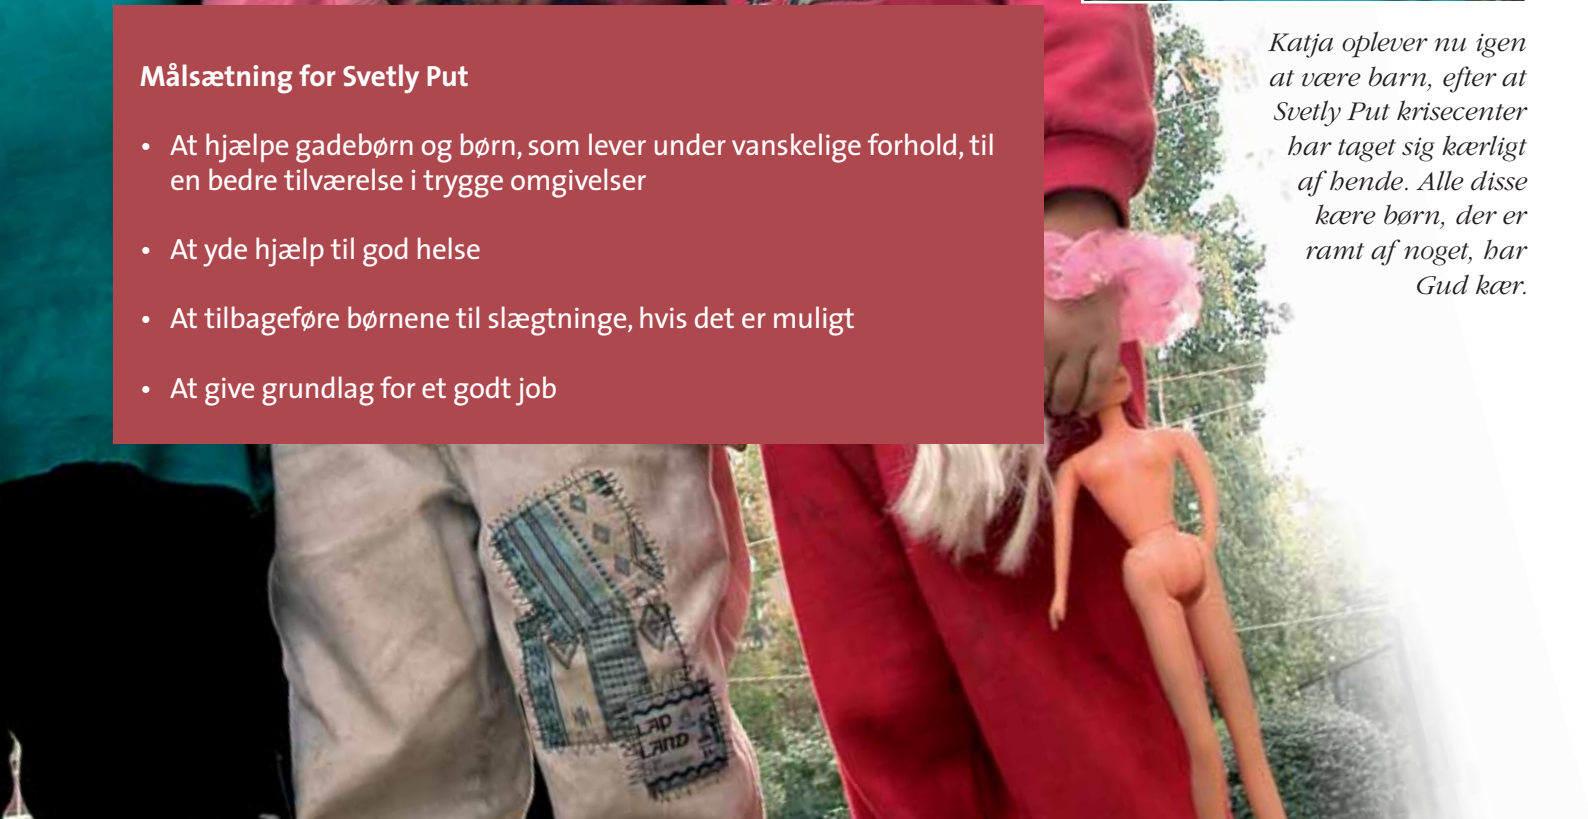 Målsætning for Svetly Put
• At hjælpe gadebørn og børn, som lever under vanskelige forhold, til
en bedre tilværelse i trygge omgivelser
• At yde hjælp til god helse
• At tilbageføre børnene til slægtninge, hvis det er muligt
• At give grundlag for et godt job
Katja oplever nu igen
at være barn, efter at
Svetly Put krisecenter
har taget sig kærligt
af hende. Alle disse
kære børn, der er
ramt af noget, har
Gud kær.
LAP
LAND